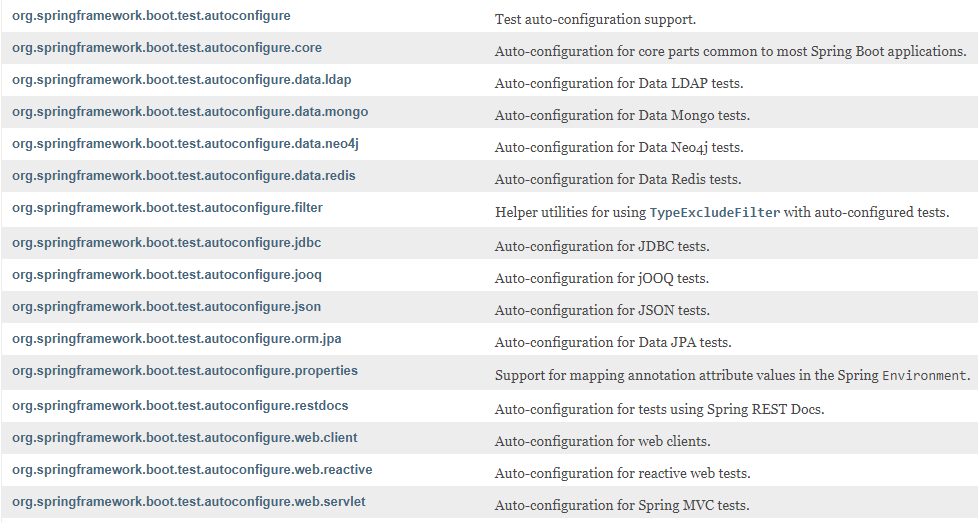 org.springframework.boot.test.autoconfigure Test auto-configuration support.
org.springframework.boot.test.autoconfigure.core Auto-configuration for core parts common to most Spring Boot applications.
org.springframework.boot.test.autoconfigure.data.ldap Auto-configuration for Data LDAP tests.
org.springframework.boot.test.autoconfigure.data.mongo Auto-configuration for Data Mongo tests.
org.springframework.boot.test.autoconfigure.data.neo4j Auto-configuration for Data Neo4j tests.
org.springframework.boot.test.autoconfigure.data.redis Auto-configuration for Data Redis tests.
org.springframework.boot.test.autoconfigure.filter Helper utilities for using TypeExcludeFilter with auto-configured tests.
org.springframework.boot.test.autoconfigure.jdbc Auto-configuration for JDBC tests.
org.springframework.boot.test.autoconfigure.jooq Auto-configuration for jOOQ tests.
org.springframework.boot.test.autoconfigure.json Auto-configuration for JSON tests.
org.springframework.boot.test.autoconfigure.orm.jpa Auto-configuration for Data JPA tests.
org.springframework.boot.test.autoconfigure.properties Support for mapping annotation attribute values in the Spring Environment.
org.springframework.boot.test.autoconfigure.restdocs Auto-configuration for tests using Spring REST Docs.
org.springframework.boot.test.autoconfigure.web.client Auto-configuration for web clients.
org.springframework.boot.test.autoconfigure.web.reactive Auto-configuration for reactive web tests.
org.springframework.boot.test.autoconfigure.web.servlet Auto-configuration for Spring MVC tests.